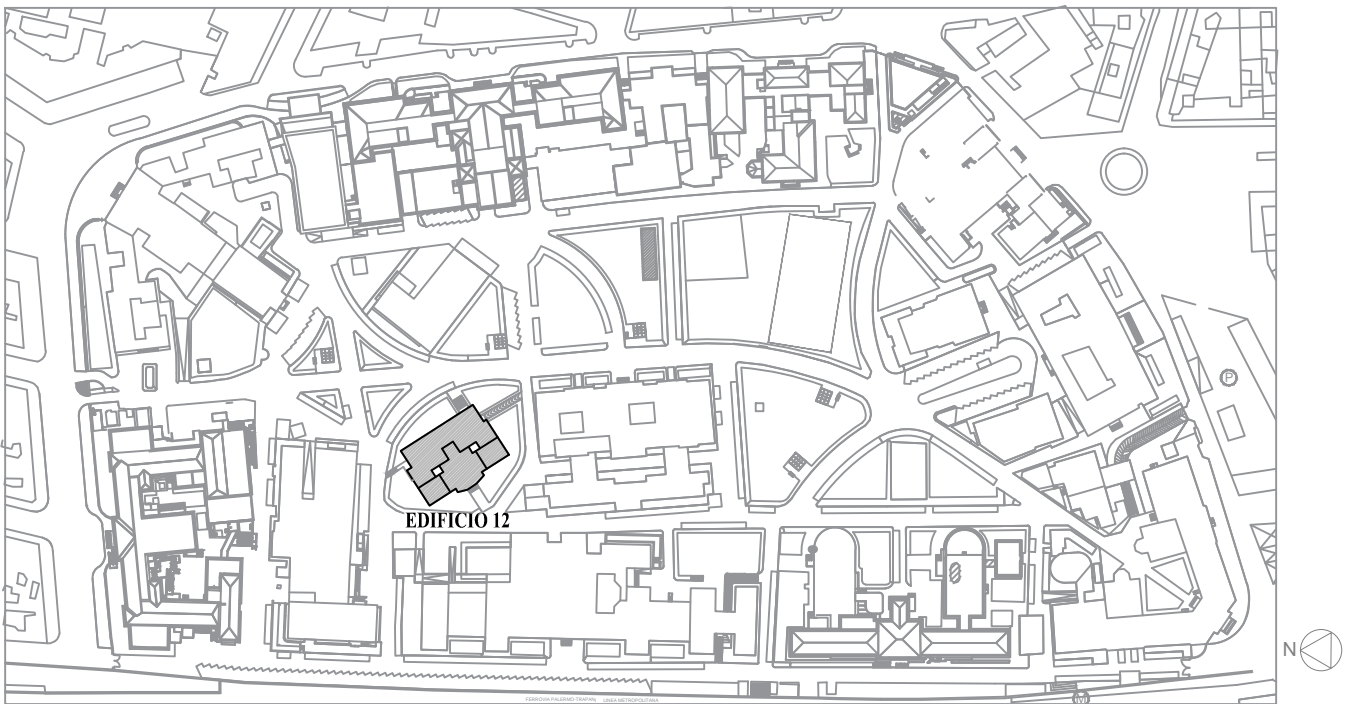 P
EDIFICIO 12
N
FERROVIA PALERMO-TRAPANI LINEA METROPOLITANA
M